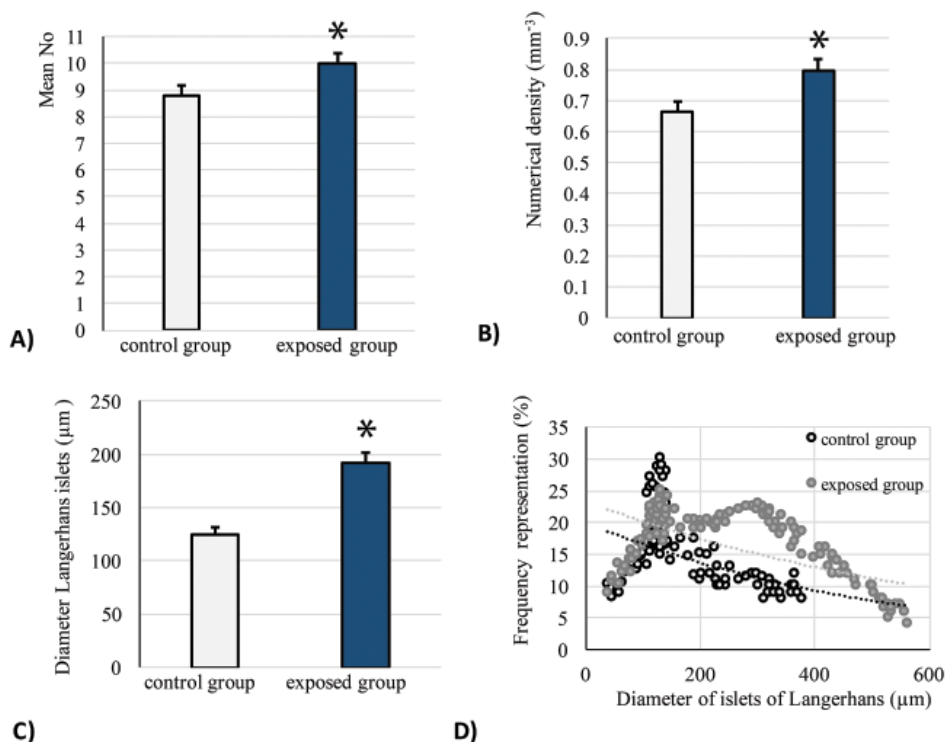 Mean No
11
10
9
8
7
6
5
4
3
2
1
0
*
control group exposed group
A)
Numerical density (mm⁻³)
0.9
0.8
0.7
0.6
0.5
0.4
0.3
0.2
0.1
0
*
control group exposed group
B)
Diameter Langerhans islets (µm )
250
200
150
100
50
0
*
control group exposed group
C)
Frequency representation (%)
35
30
25
20
15
10
5
0
control group
exposed group
0 200 400 600
Diameter of islets of Langerhans (µm)
D)